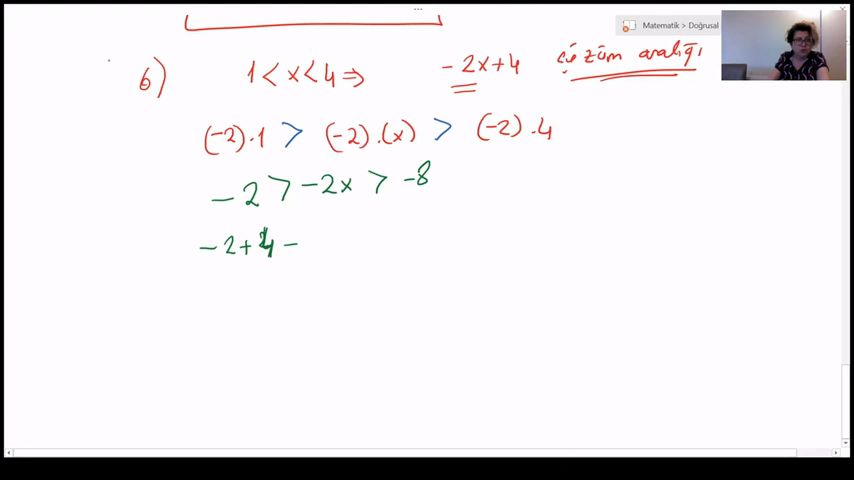 Matematik > Doğrusal
6) 1 < x < 4 ⇒ -2x+4 çözüm aralığı
(-2).1 > (-2).(x) > (-2).4
-2 > -2x > -8
-2+4 -